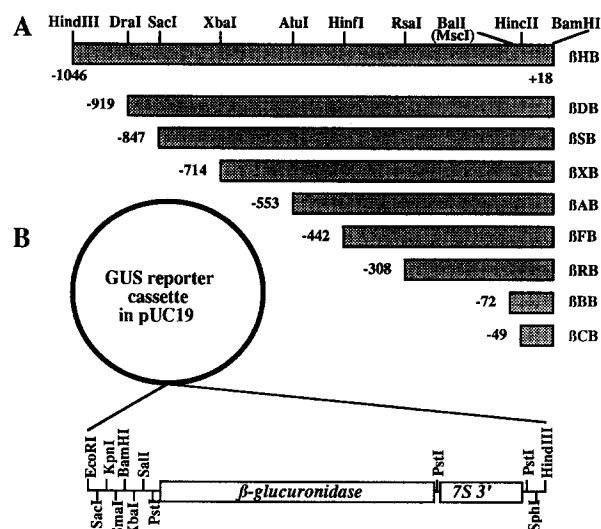 A
HindIII DraI SacI XbaI AluI HinfI RsaI BalI HincII BamHI
(MscI)
ßHB
-1046 +18
-919 ßDB
-847 ßSB
-714 ßXB
-553 ßAB
B
-442 ßFB
-308 ßRB
GUS reporter
cassette
in pUC19
-72 ßBB
-49 ßCB
EcoRI KpnI BamHI SalI PstI PstI HindIII
ß-glucuronidase 7S 3'
SacI SmaI XbaI PstI SphI